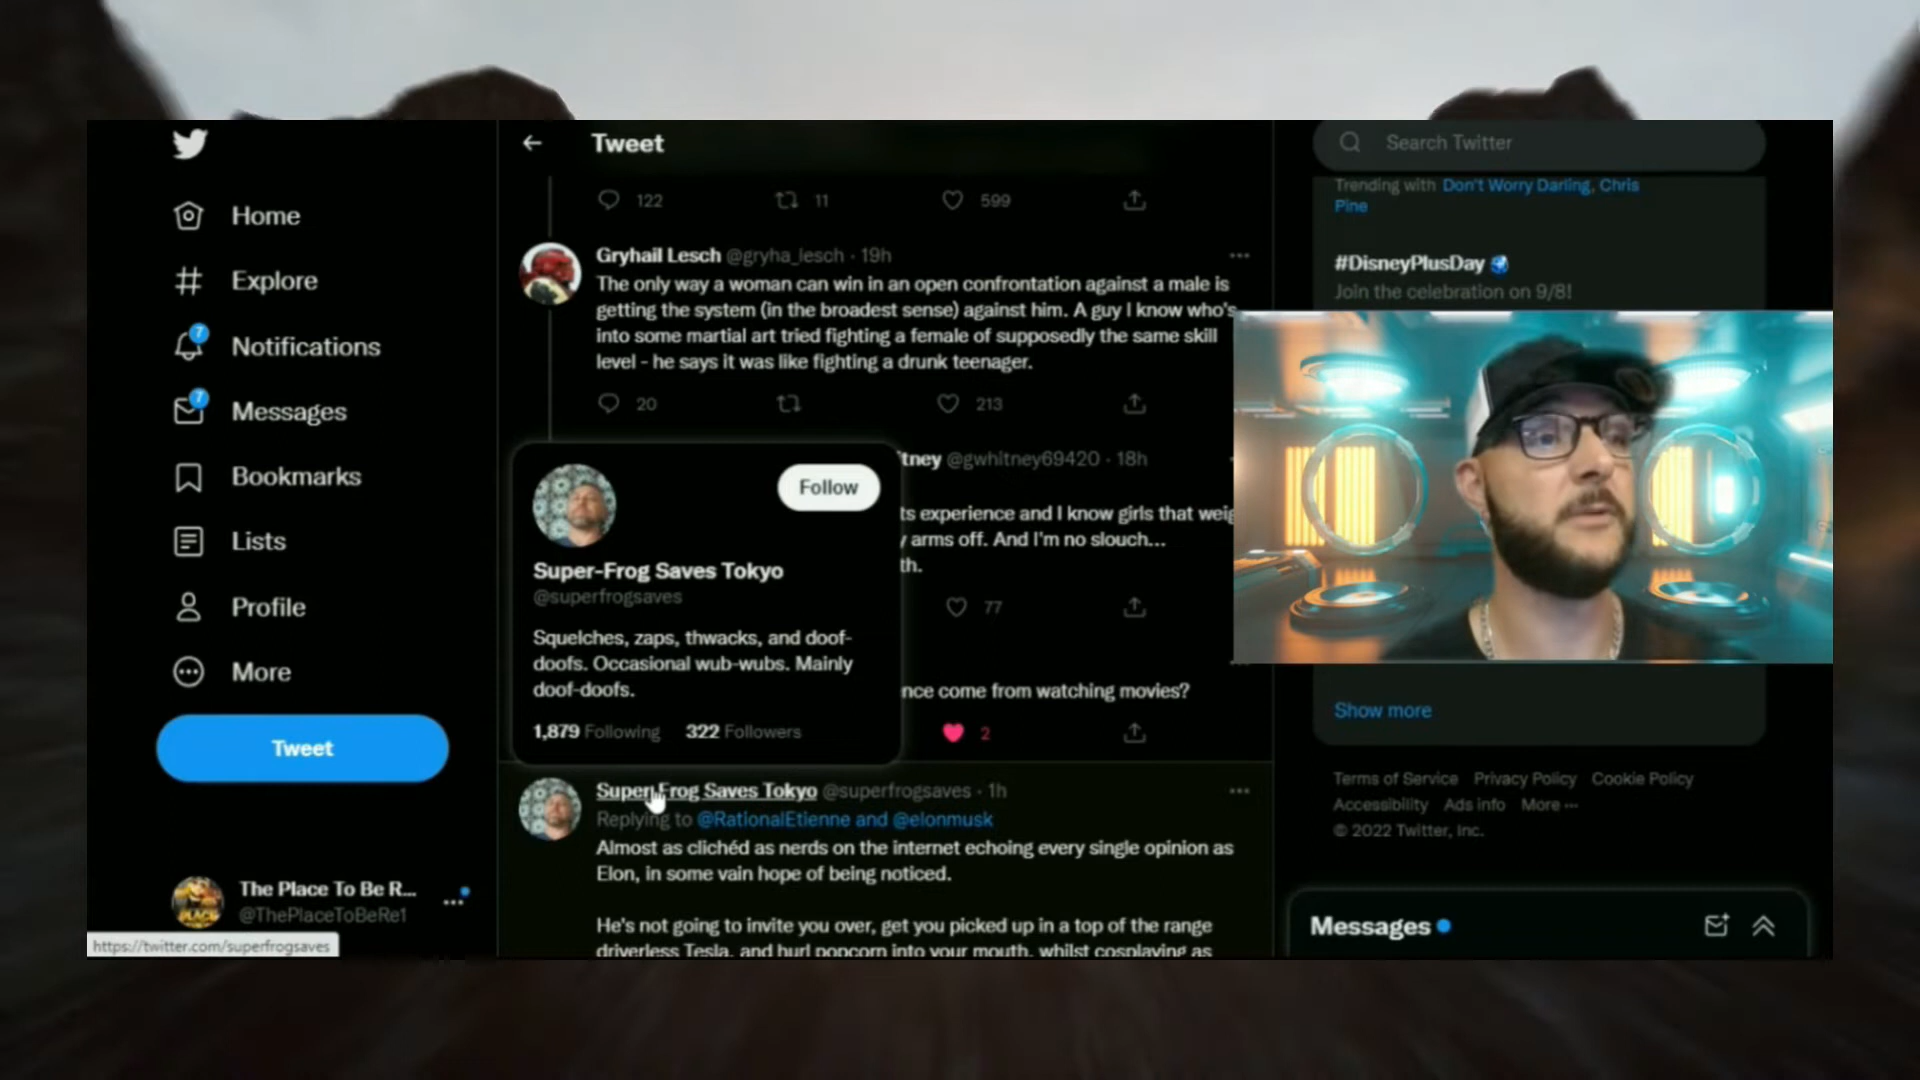 Home
Explore
7
Notifications
7
Messages
Bookmarks
Lists
Profile
More
Tweet
The Place To Be R...
@ThePlaceToBeRe1
https://twitter.com/superfrogsaves
Tweet
122
11
599
Gryhail Lesch @gryha_lesch · 19h
The only way a woman can win in an open confrontation against a male is
getting the system (in the broadest sense) against him. A guy I know who's
into some martial art tried fighting a female of supposedly the same skill
level - he says it was like fighting a drunk teenager.
20
213
tney @gwhitney69420 · 18h
ts experience and I know girls that weig
arms off. And I'm no slouch...
th.
77
Follow
Super-Frog Saves Tokyo
@superfrogsaves
Squelches, zaps, thwacks, and doof-
doofs. Occasional wub-wubs. Mainly
doof-doofs.
1,879 Following 322 Followers
nce come from watching movies?
2
Super-Frog Saves Tokyo @superfrogsaves · 1h
Replying to @RationalEtienne and @elonmusk
Almost as clichéd as nerds on the internet echoing every single opinion as
Elon, in some vain hope of being noticed.
He's not going to invite you over, get you picked up in a top of the range
driverless Tesla, and hurl popcorn into your mouth, whilst cosplaying as
Search Twitter
Trending with Don't Worry Darling, Chris
Pine
#DisneyPlusDay
Join the celebration on 9/8!
Show more
Terms of Service Privacy Policy Cookie Policy
Accessibility Ads info More ···
© 2022 Twitter, Inc.
Messages